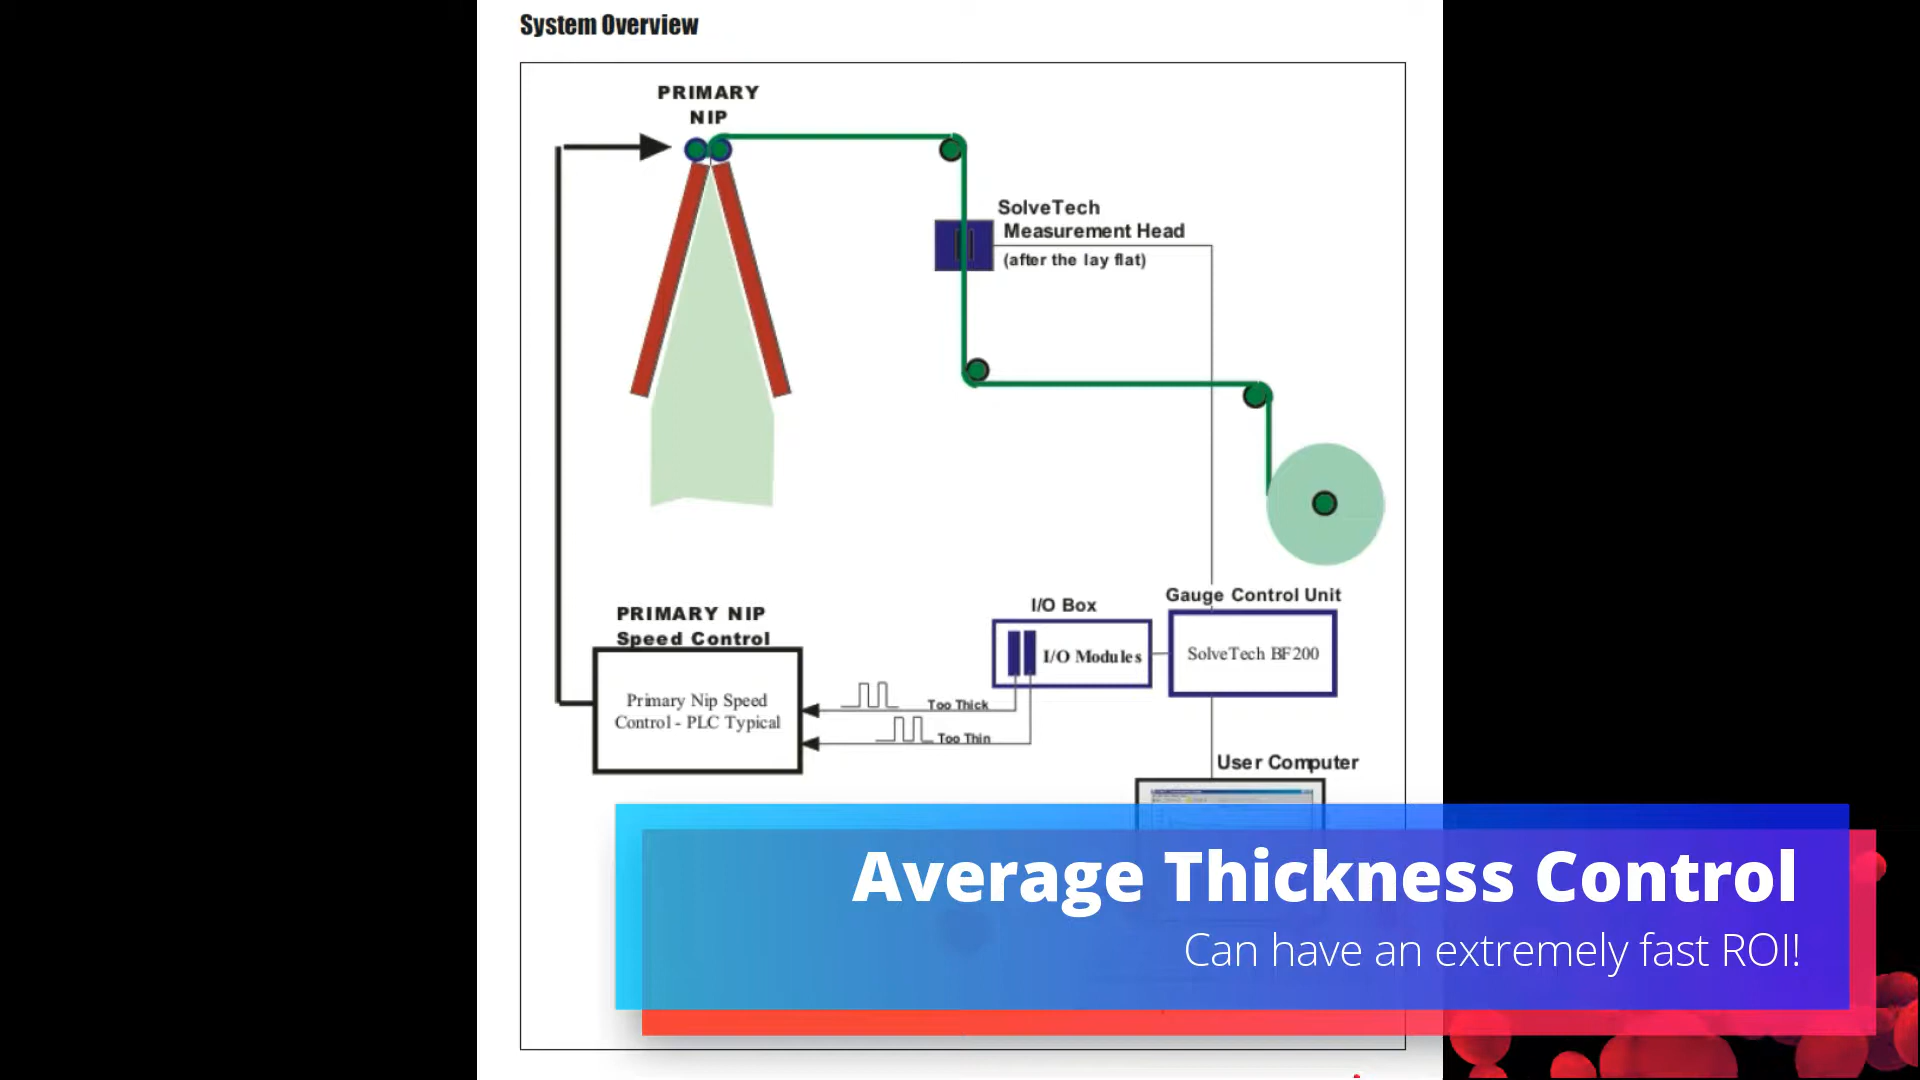 System Overview
PRIMARY
NIP
SolveTech
Measurement Head
(after the lay flat)
PRIMARY NIP
Speed Control
Primary Nip Speed
Control - PLC Typical
Too Thick
Too Thin
I/O Box
I/O Modules
Gauge Control Unit
SolveTech BF200
User Computer
Average Thickness Control
Can have an extremely fast ROI!